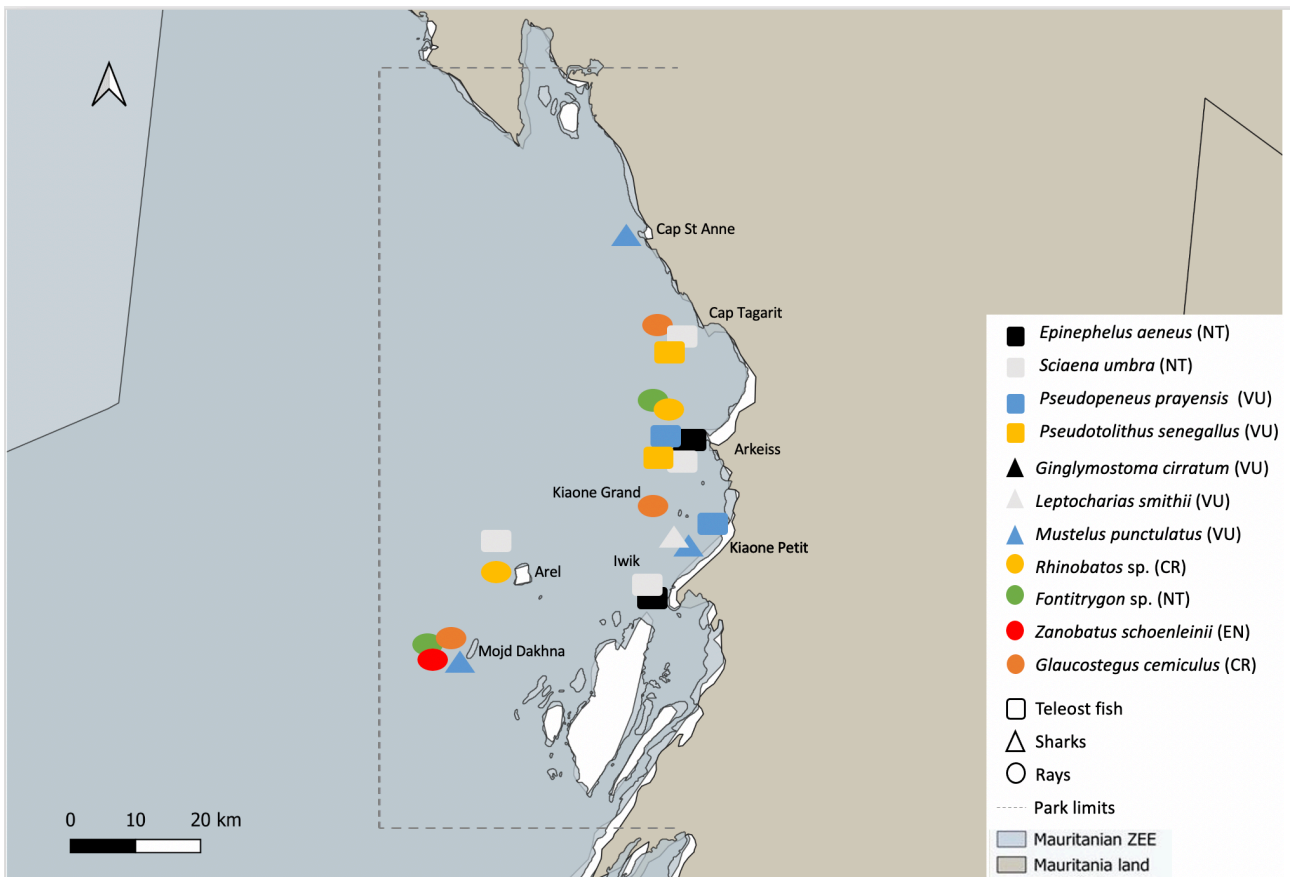 Cap St Anne
Cap Tagarit
Arkeiss
Kiaone Grand
Kiaone Petit
Iwik
Arel
Mojd Dakhna
0 10 20 km
Epinephelus aeneus (NT)
Sciaena umbra (NT)
Pseudopeneus prayensis (VU)
Pseudotolithus senegallus (VU)
Ginglymostoma cirratum (VU)
Leptocharias smithii (VU)
Mustelus punctulatus (VU)
Rhinobatos sp. (CR)
Fontitrygon sp. (NT)
Zanobatus schoenleinii (EN)
Glaucostegus cemiculus (CR)
Teleost fish
Sharks
Rays
Park limits
Mauritanian ZEE
Mauritania land